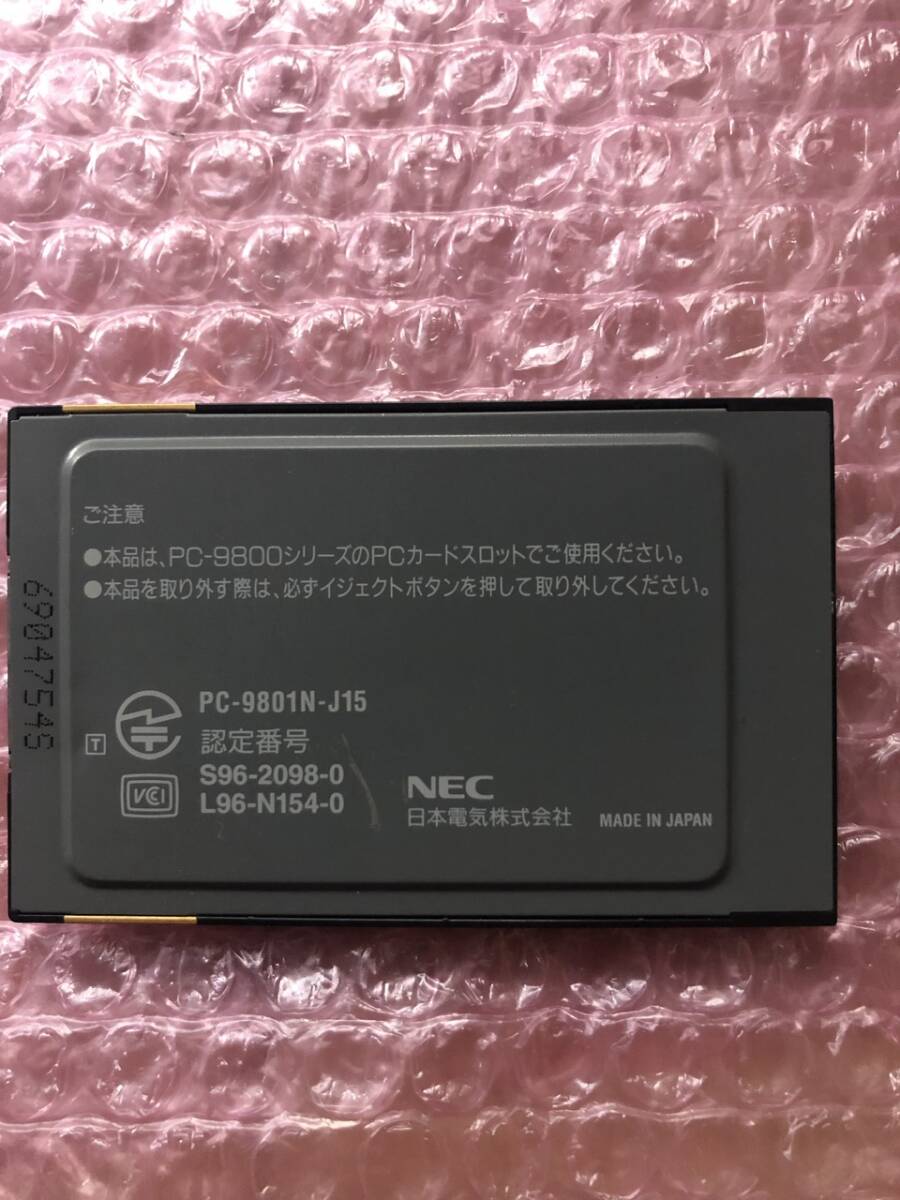 ご注意
●本品は、PC-9800シリーズのPCカードスロットでご使用ください。
●本品を取り外す際は、必ずイジェクトボタンを押して取り外してください。
6904754S
PC-9801N-J15
T
認定番号
S96-2098-0
VCI
L96-N154-0
NEC
日本電気株式会社
MADE IN JAPAN